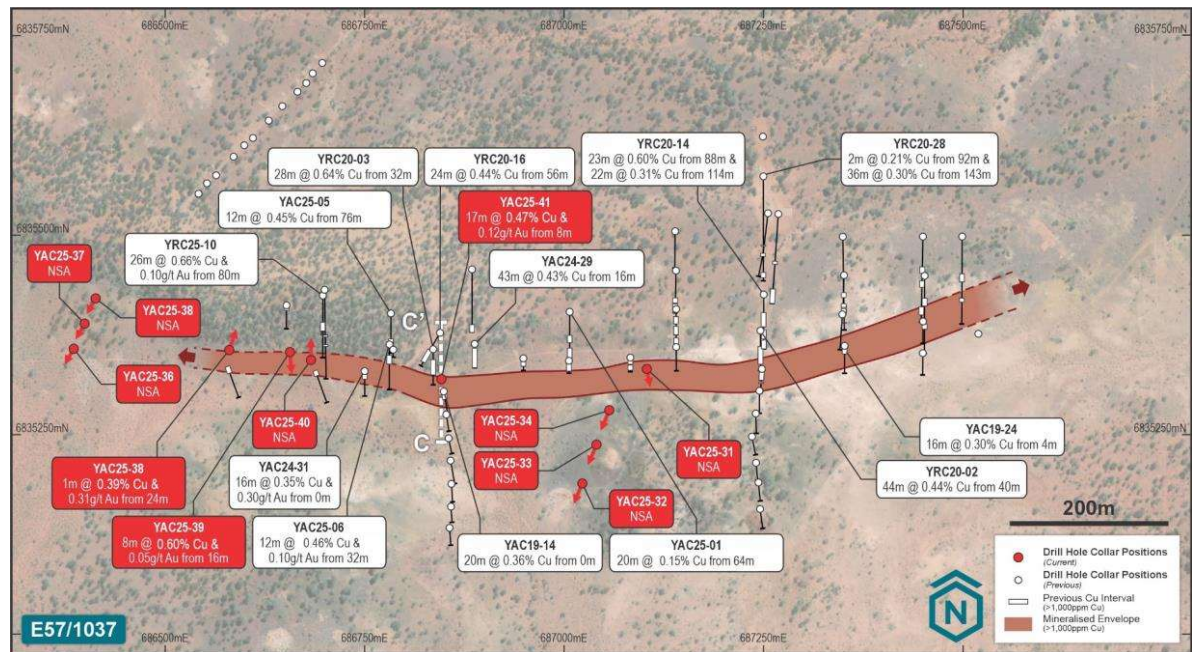 686500mE
686750mE
687000mE
687250mE
687500mE
6835750mN
6835750mN
YRC20-03
28m @ 0.64% Cu from 32m
YRC20-16
24m @ 0.44% Cu from 56m
YRC20-14
23m @ 0.60% Cu from 88m &
22m @ 0.31% Cu from 114m
YRC20-28
2m @ 0.21% Cu from 92m &
36m @ 0.30% Cu from 143m
YAC25-05
12m @ 0.45% Cu from 76m
YAC25-41
17m @ 0.47% Cu &
0.12g/t Au from 8m
6835500mN
6835500mN
YRC25-10
26m @ 0.66% Cu &
0.10g/t Au from 80m
YAC24-29
43m @ 0.43% Cu from 16m
YAC25-37
NSA
YAC25-38
NSA
C'
YAC25-36
NSA
YAC25-40
NSA
YAC25-34
NSA
C
6835250mN
6835250mN
YAC25-33
NSA
YAC25-31
NSA
YAC19-24
16m @ 0.30% Cu from 4m
YAC25-38
1m @ 0.39% Cu &
0.31g/t Au from 24m
YAC24-31
16m @ 0.35% Cu &
0.30g/t Au from 0m
YAC25-32
NSA
YRC20-02
44m @ 0.44% Cu from 40m
YAC25-39
8m @ 0.60% Cu &
0.05g/t Au from 16m
YAC25-06
12m @ 0.46% Cu &
0.10g/t Au from 32m
YAC19-14
20m @ 0.36% Cu from 0m
YAC25-01
20m @ 0.15% Cu from 64m
200m
Drill Hole Collar Positions
(Current)
Drill Hole Collar Positions
(Previous)
Previous Cu Interval
(>1,000ppm Cu)
Mineralised Envelope
(>1,000ppm Cu)
N
E57/1037
686500mE
686750mE
687000mE
687250mE